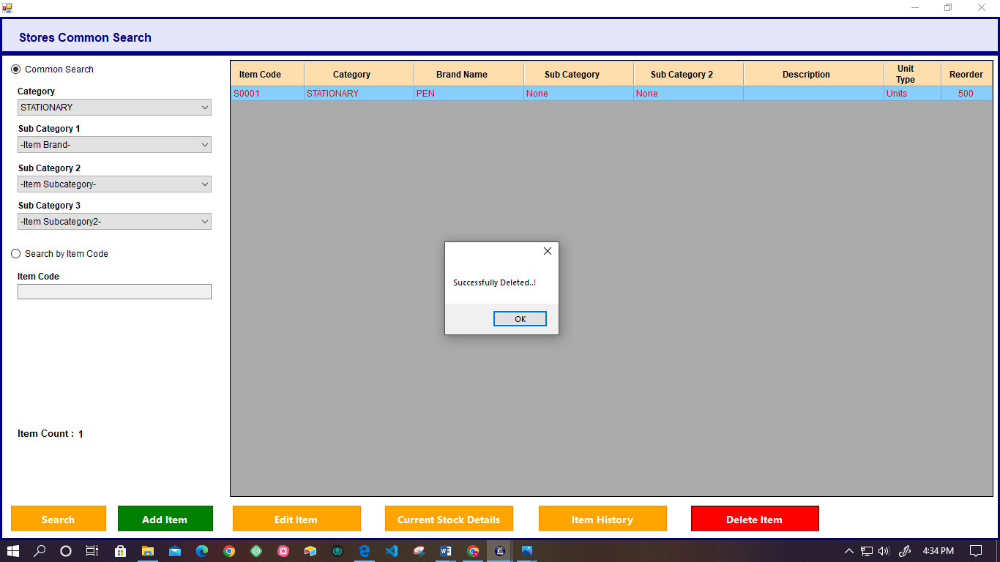 Stores Common Search
Common Search
Category
STATIONARY
Sub Category 1
-Item Brand-
Sub Category 2
-Item Subcategory-
Sub Category 3
-Item Subcategory2-
Search by Item Code
Item Code
Item Count : 1
Item Code Category Brand Name Sub Category Sub Category 2 Description Unit Type Reorder
S0001 STATIONARY PEN None None Units 500
Successfully Deleted..!
OK
Search Add Item Edit Item Current Stock Details Item History Delete Item
4:34 PM